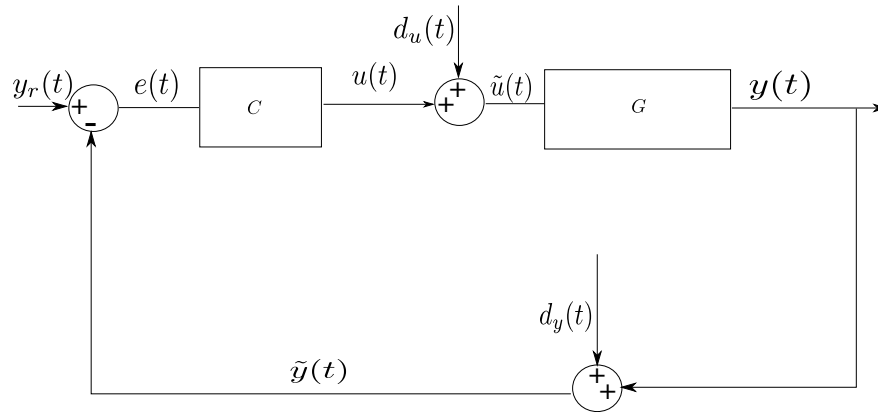 d_u(t)
y_r(t)
+
-
e(t)
C
u(t)
+
+
ũ(t)
G
y(t)
d_y(t)
+
+
ỹ(t)